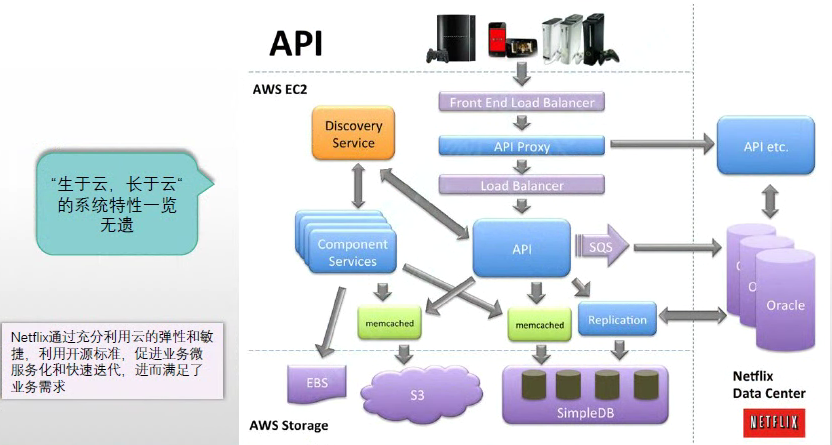 API
AWS EC2
Front End Load Balancer
Discovery
Service
API Proxy
API etc.
"生于云，长于云"
的系统特性一览
无遗
Load Balancer
Component
Services
API
SQS
O
Oracle
memcached
memcached
Replication
Netflix通过充分利用云的弹性和敏
捷，利用开源标准，促进业务微
服务化和快速迭代，进而满足了
业务需求
EBS
S3
SimpleDB
AWS Storage
Netflix
Data Center
NETFLIX